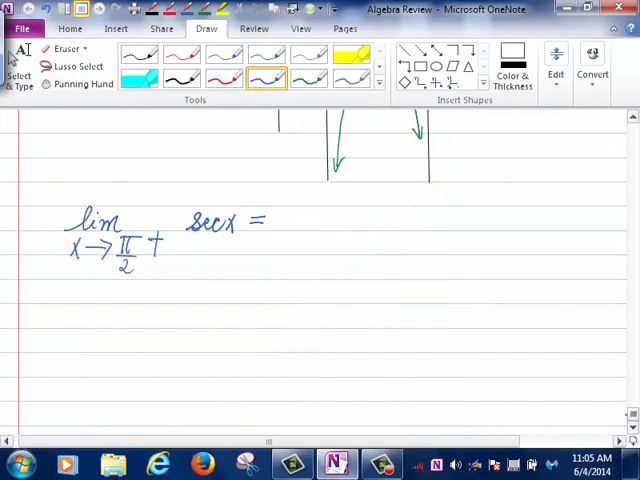 Algebra Review - Microsoft OneNote
File Home Insert Share Draw Review View Pages
Select & Type
Eraser
Lasso Select
Panning Hand
Color & Thickness
Edit
Convert
Tools
Insert Shapes
lim sec x =
x → π/2 +
11:05 AM
6/4/2014